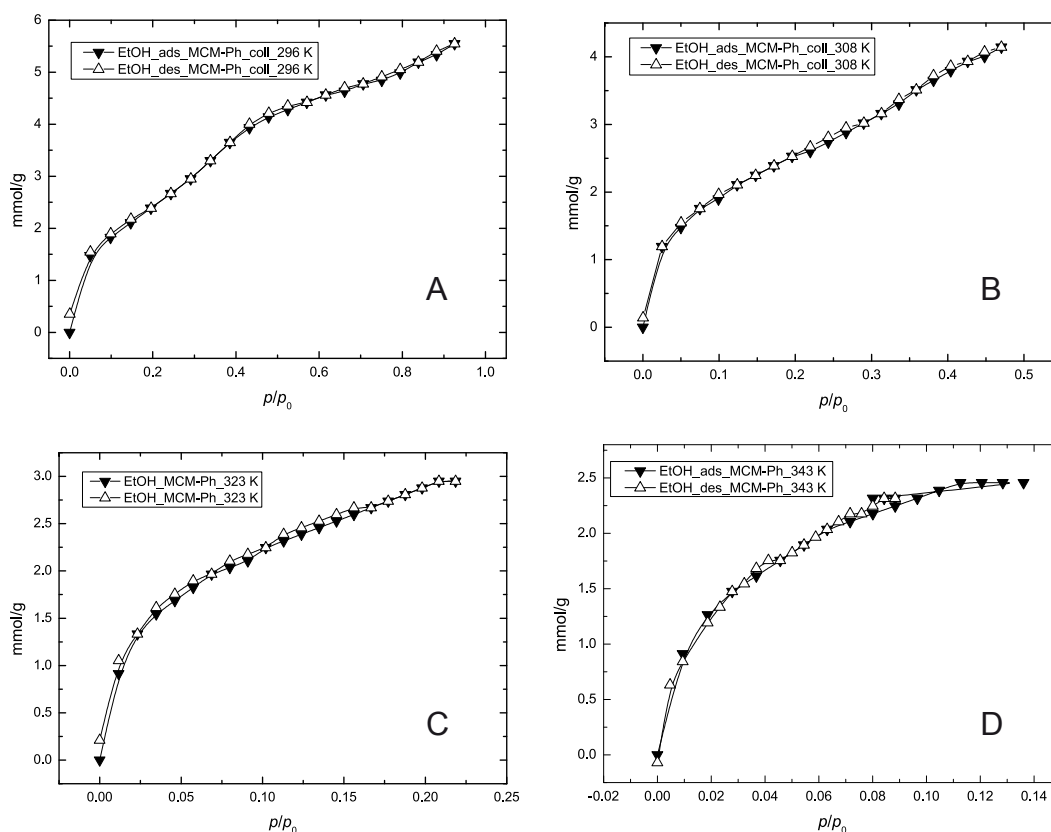 EtOH_ads_MCM-Ph_coll_296 K
EtOH_des_MCM-Ph_coll_296 K
mmol/g
6
5
4
3
2
1
0
A
0.0 0.2 0.4 0.6 0.8 1.0
p/p0
EtOH_ads_MCM-Ph_coll_308 K
EtOH_des_MCM-Ph_coll_308 K
mmol/g
4
3
2
1
0
B
0.0 0.1 0.2 0.3 0.4 0.5
p/p0
EtOH_MCM-Ph_323 K
EtOH_MCM-Ph_323 K
mmol/g
3.0
2.5
2.0
1.5
1.0
0.5
0.0
C
0.00 0.05 0.10 0.15 0.20 0.25
p/p0
EtOH_ads_MCM-Ph_343 K
EtOH_des_MCM-Ph_343 K
mmol/g
2.5
2.0
1.5
1.0
0.5
0.0
D
-0.02 0.00 0.02 0.04 0.06 0.08 0.10 0.12 0.14
p/p0